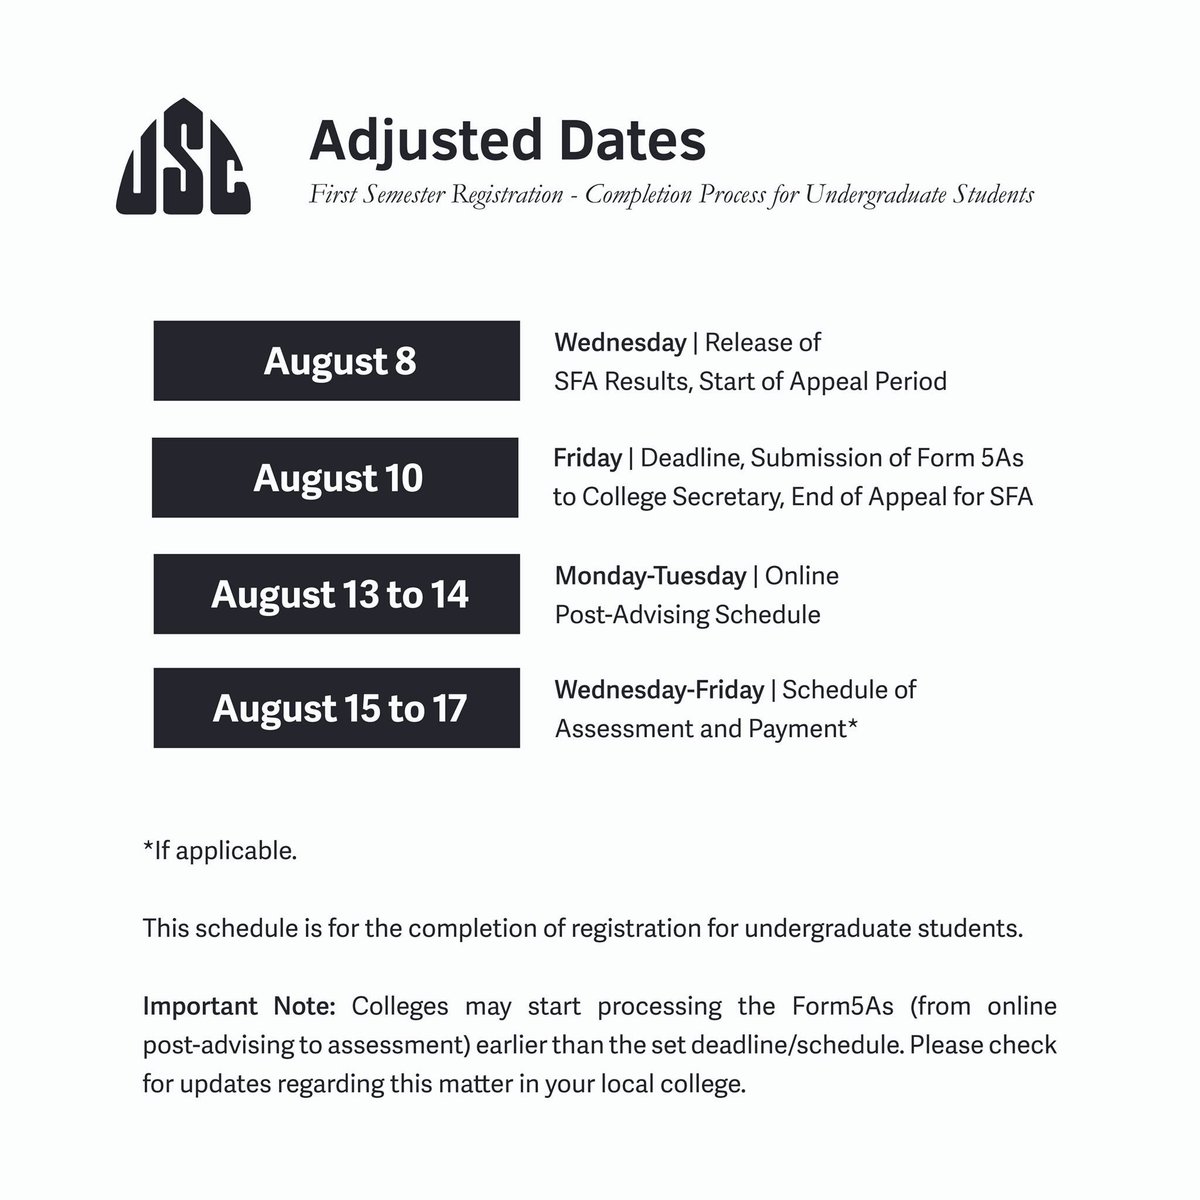 USC
Adjusted Dates
First Semester Registration - Completion Process for Undergraduate Students
August 8
Wednesday | Release of
SFA Results, Start of Appeal Period
August 10
Friday | Deadline, Submission of Form 5As
to College Secretary, End of Appeal for SFA
August 13 to 14
Monday-Tuesday | Online
Post-Advising Schedule
August 15 to 17
Wednesday-Friday | Schedule of
Assessment and Payment*
*If applicable.
This schedule is for the completion of registration for undergraduate students.
Important Note: Colleges may start processing the Form5As (from online
post-advising to assessment) earlier than the set deadline/schedule. Please check
for updates regarding this matter in your local college.